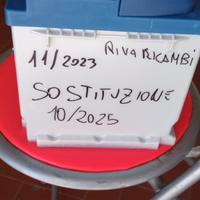 11/2023 RIVA RICAMBI
SOSTITUZIONE
10/2025